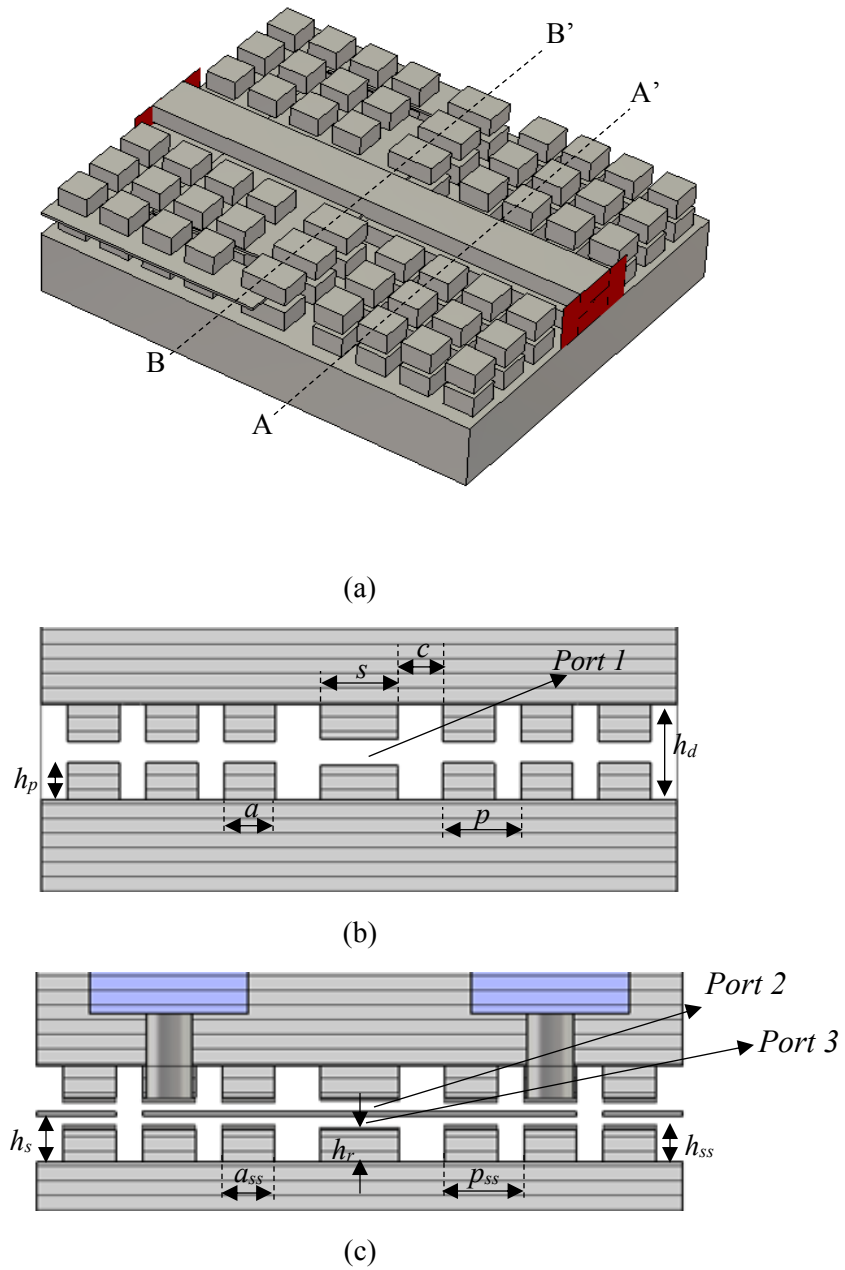 B’
A’
B
A
(a)
c
s
Port 1
h_d
h_p
a
p
(b)
Port 2
Port 3
h_s
h_r
h_ss
a_ss
p_ss
(c)